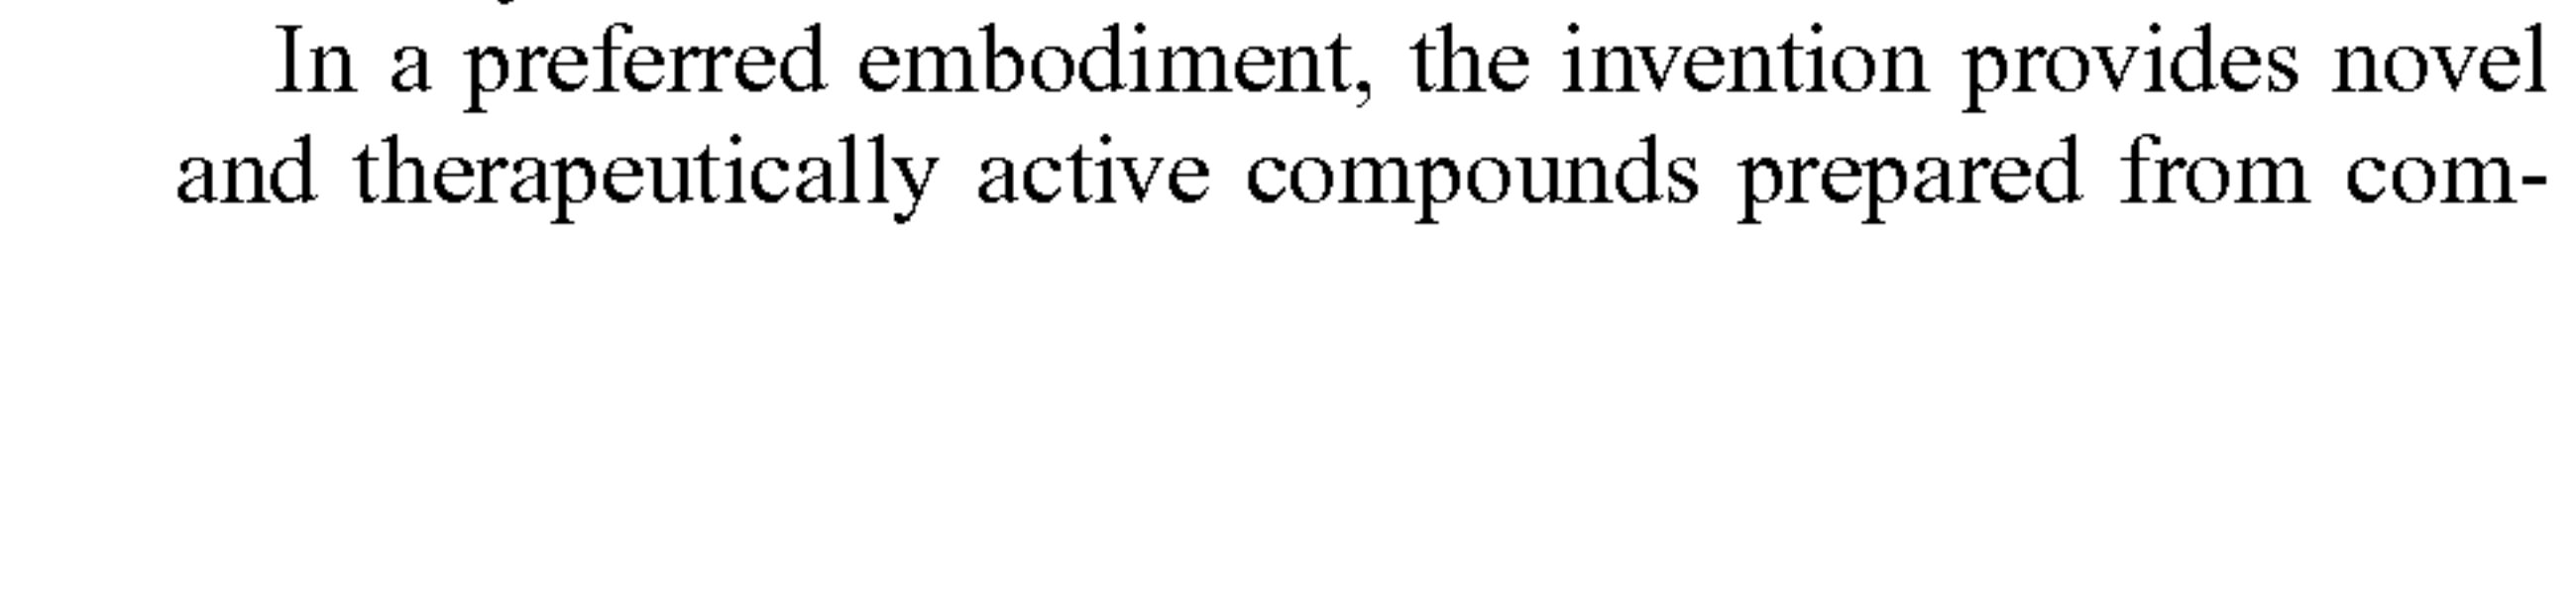 In a preferred embodiment, the invention provides novel
and therapeutically active compounds prepared from com-